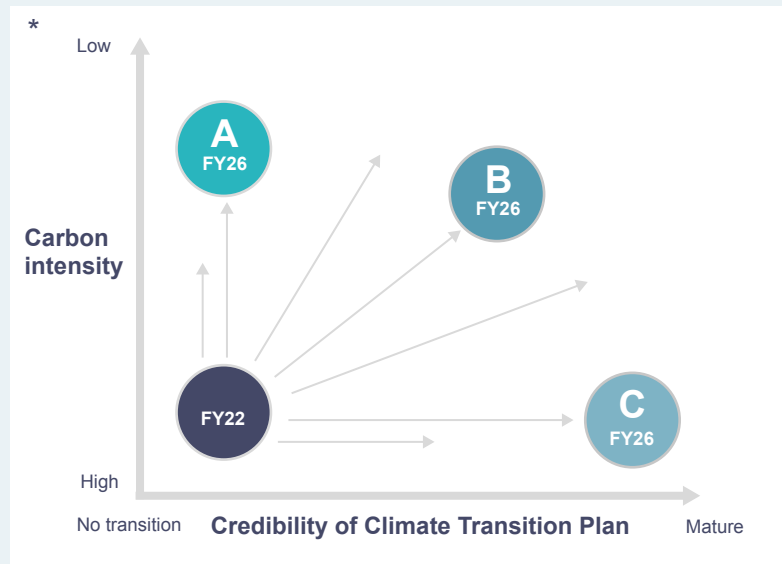 *
Low
A
FY26
B
FY26
Carbon
intensity
FY22
C
FY26
High
No transition
Credibility of Climate Transition Plan
Mature